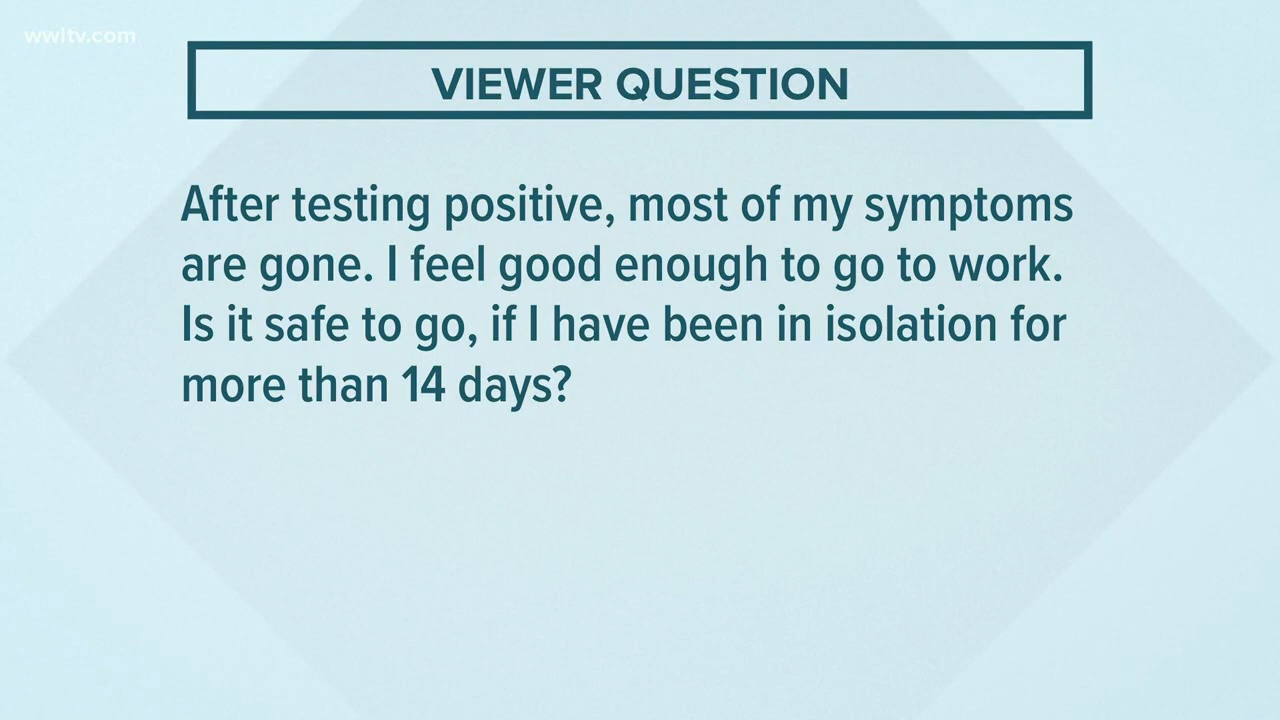 wwltv.com
VIEWER QUESTION
After testing positive, most of my symptoms
are gone. I feel good enough to go to work.
Is it safe to go, if I have been in isolation for
more than 14 days?